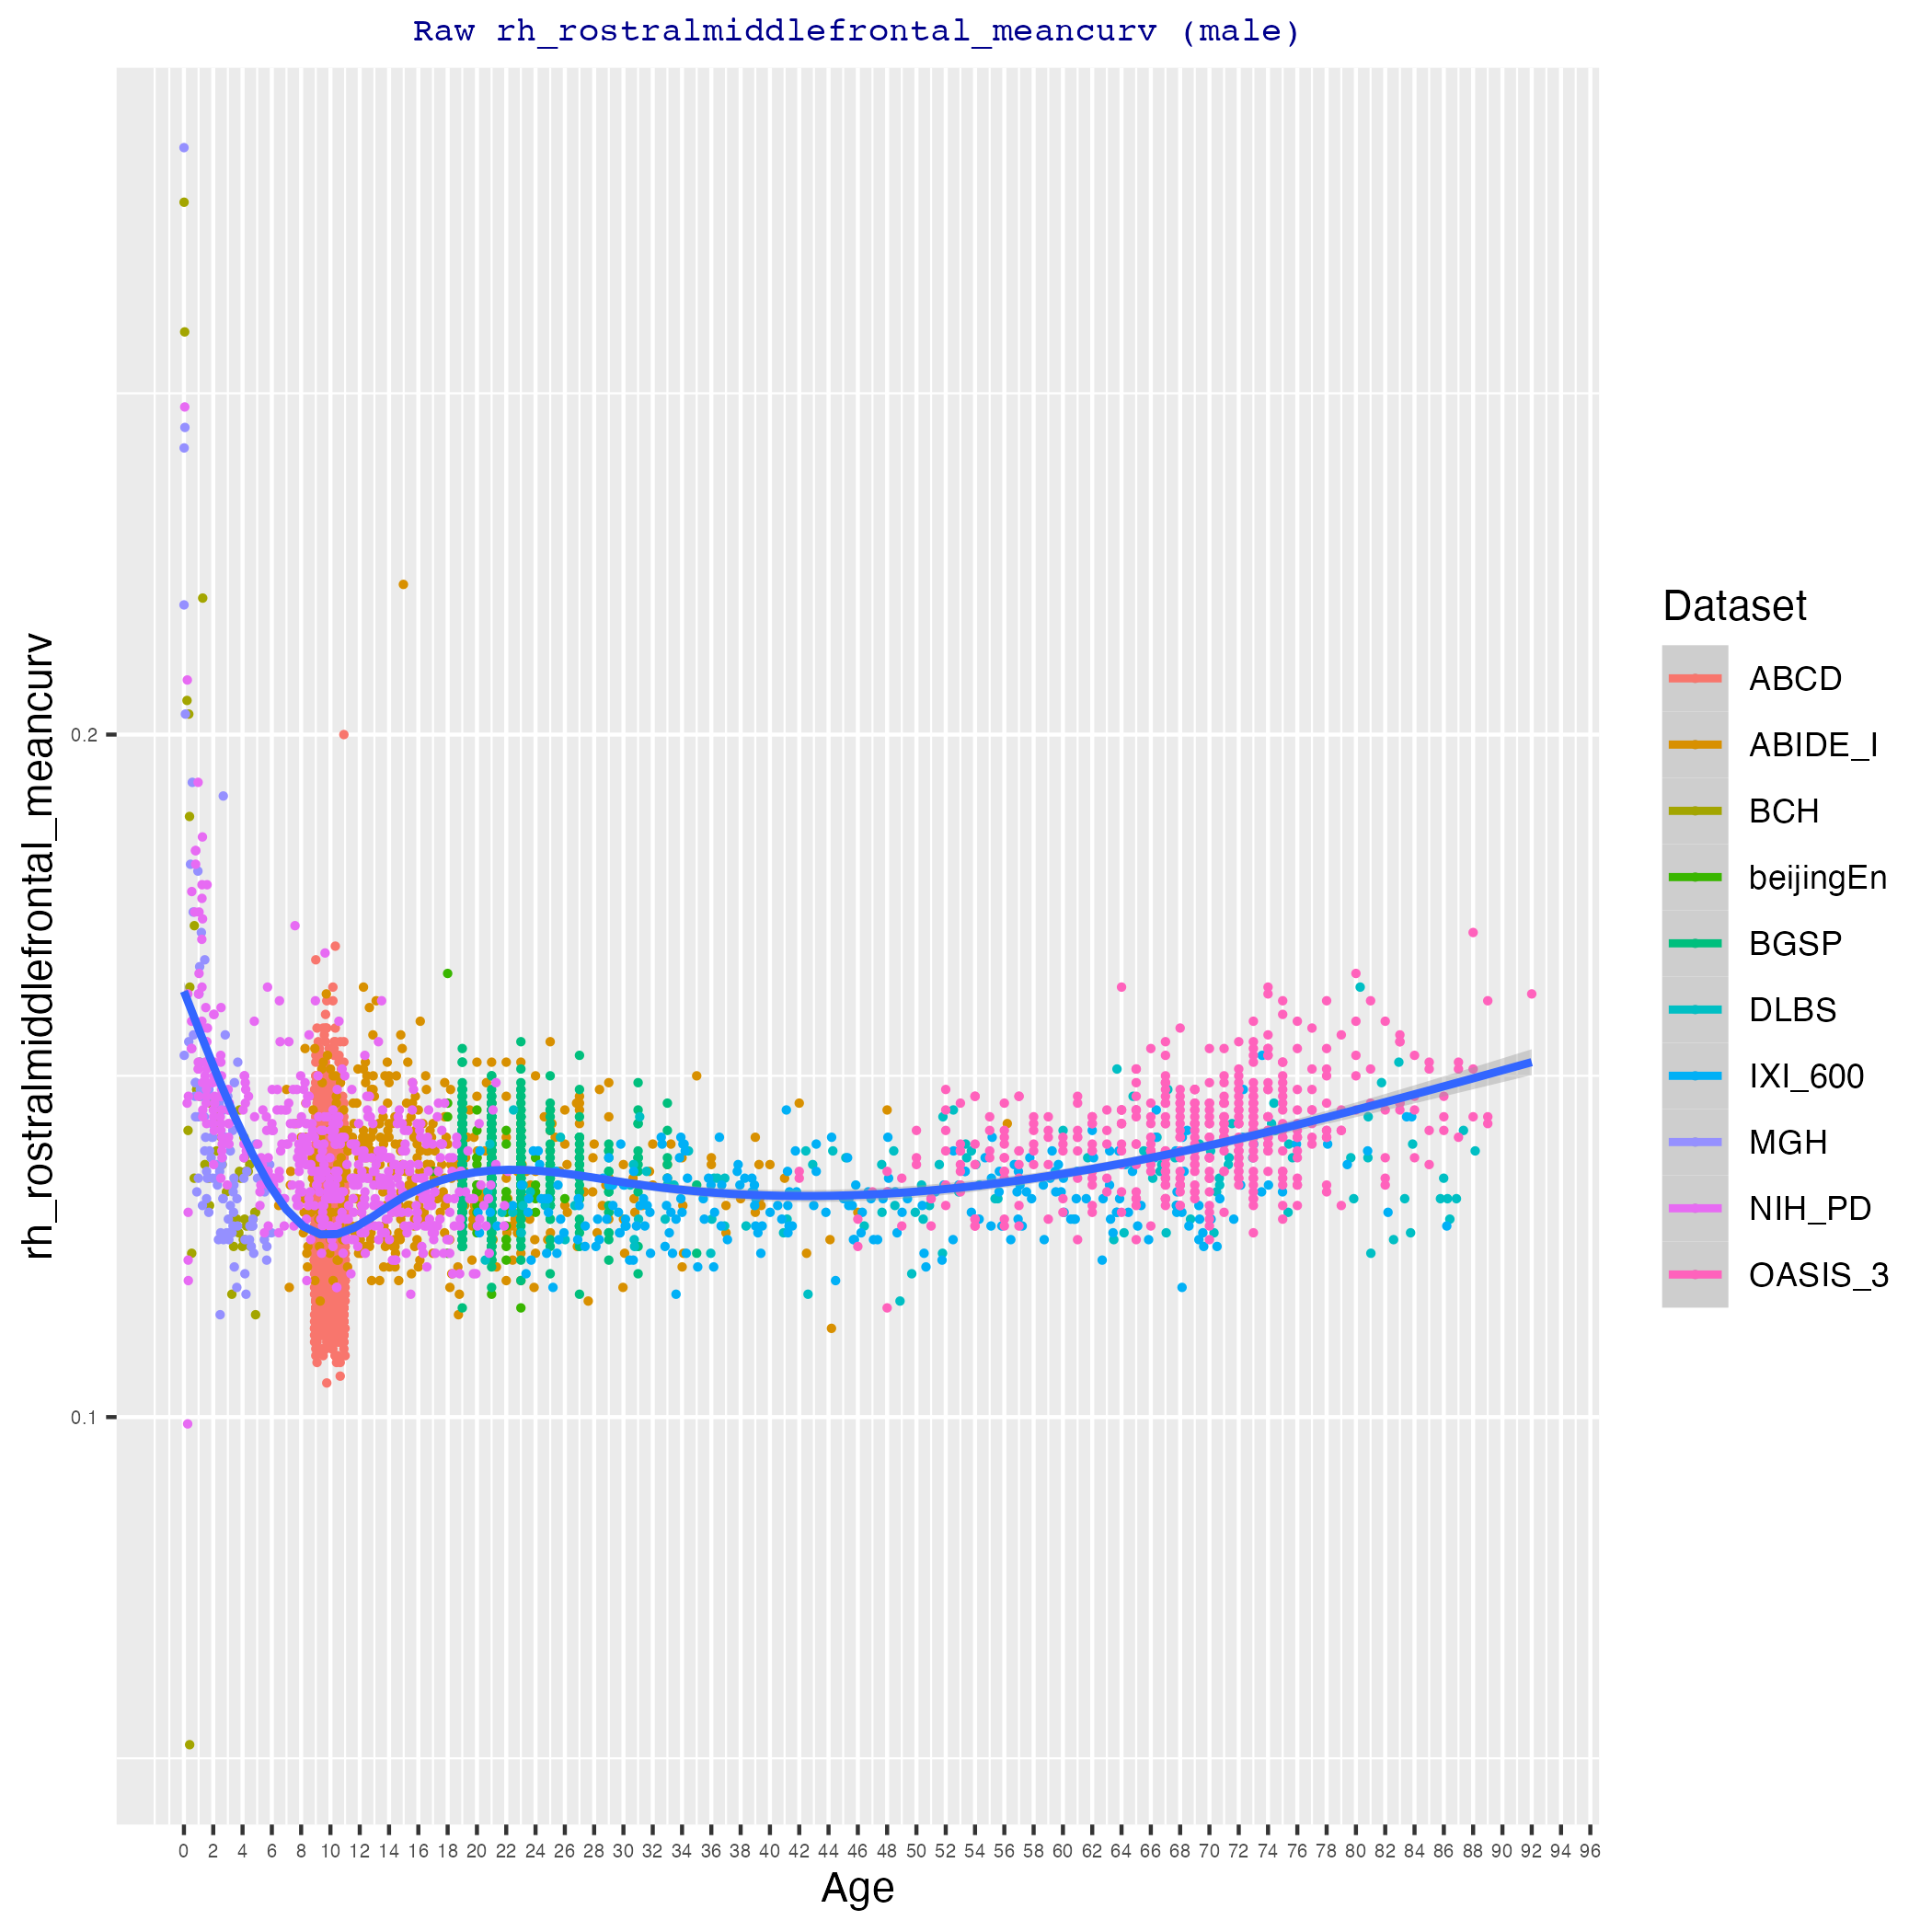 Raw rh_rostralmiddlefrontal_meancurv (male)
rh_rostralmiddlefrontal_meancurv
0.2
0.1
0 2 4 6 8 10 12 14 16 18 20 22 24 26 28 30 32 34 36 38 40 42 44 46 48 50 52 54 56 58 60 62 64 66 68 70 72 74 76 78 80 82 84 86 88 90 92 94 96
Age
Dataset
ABCD
ABIDE_I
BCH
beijingEn
BGSP
DLBS
IXI_600
MGH
NIH_PD
OASIS_3